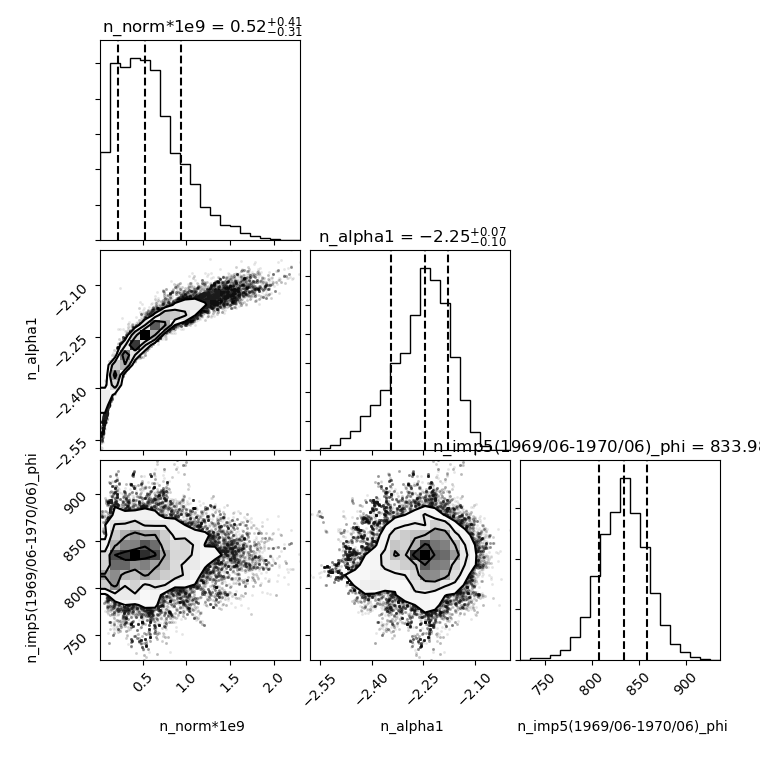 n_norm*1e9 = 0.52+0.41−0.31
n_alpha1 = −2.25+0.07−0.10
n_imp5(1969/06-1970/06)_phi = 833.98
n_alpha1
−2.10
−2.25
−2.40
−2.55
n_imp5(1969/06-1970/06)_phi
900
850
800
750
0.5 1.0 1.5 2.0
−2.55 −2.40 −2.25 −2.10
750 800 850 900
n_norm*1e9 n_alpha1 n_imp5(1969/06-1970/06)_phi